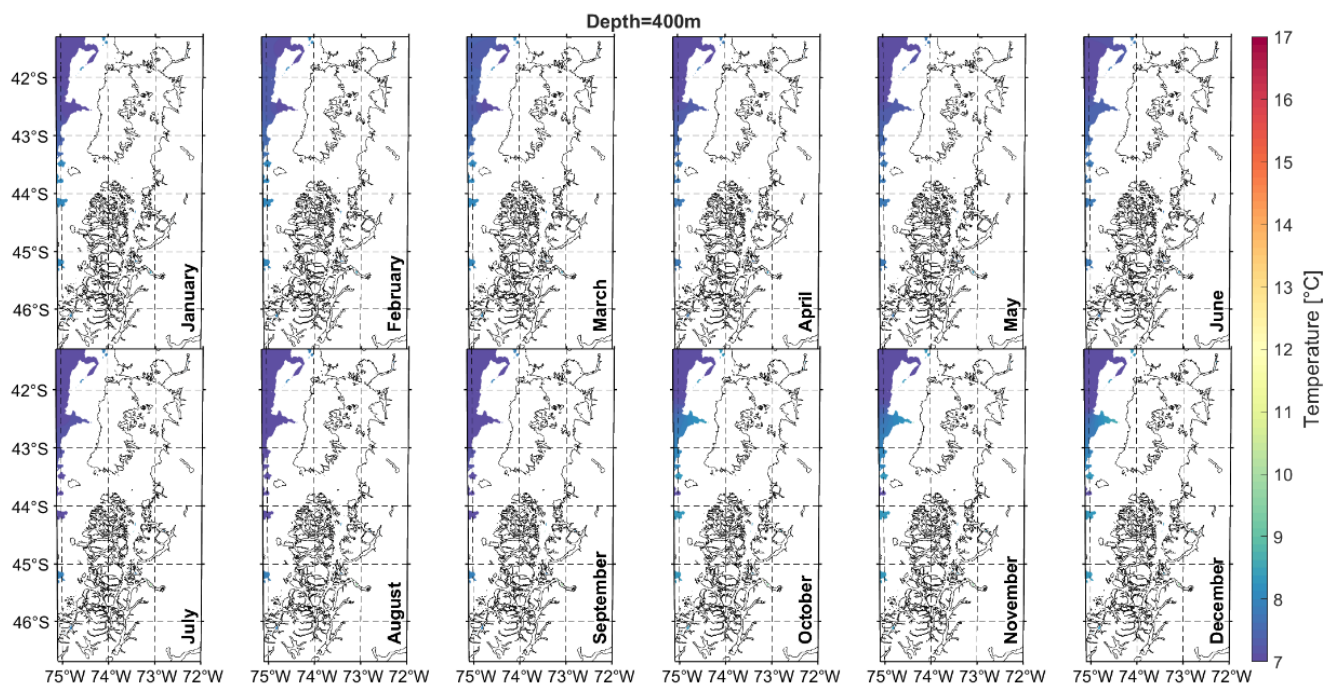 Depth=400m
42°S
43°S
44°S
45°S
46°S
January
February
March
April
May
June
42°S
43°S
44°S
45°S
46°S
July
August
September
October
November
December
75°W 74°W 73°W 72°W
75°W 74°W 73°W 72°W
75°W 74°W 73°W 72°W
75°W 74°W 73°W 72°W
75°W 74°W 73°W 72°W
75°W 74°W 73°W 72°W
17
16
15
14
13
12
11
10
9
8
7
Temperature [°C]